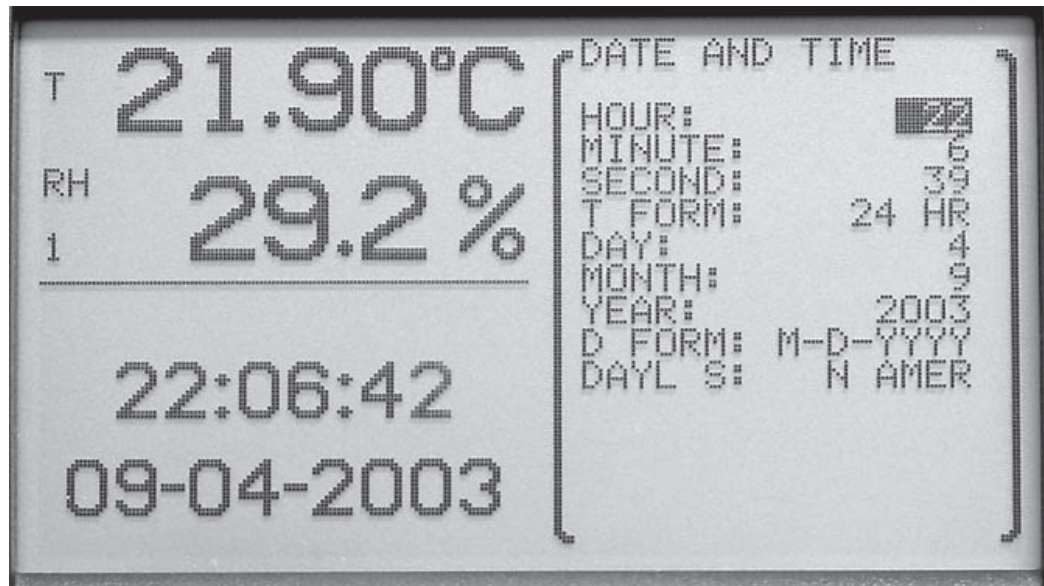 T 21.90°C
RH
1 29.2 %
22:06:42
09-04-2003
DATE AND TIME
HOUR: 22
MINUTE: 6
SECOND: 39
T FORM: 24 HR
DAY: 4
MONTH: 9
YEAR: 2003
D FORM: M-D-YYYY
DAYL S: N AMER